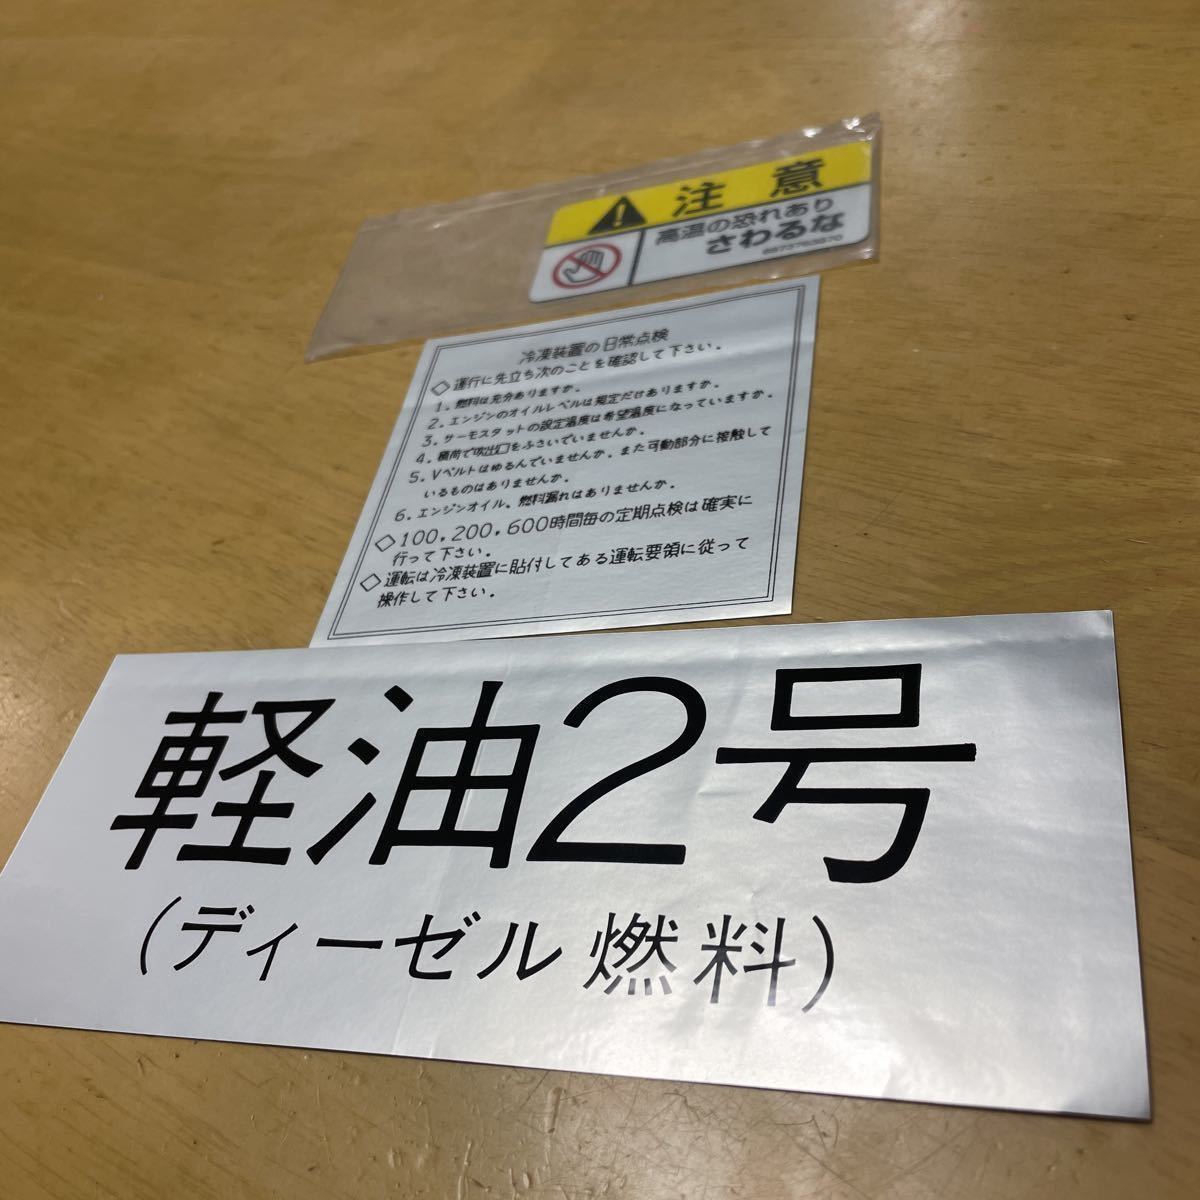 注意
高温の恐れあり
さわるな
冷凍装置の日常点検
◇運行に先立ち次のことを確認して下さい。
1. 燃料は充分ありますか。
2. エンジンのオイルレベルは規定だけありますか。
3. サーモスタットの設定温度は希望温度になっていますか。
4. 積荷で吹出口をふさいでいませんか。
5. Vベルトはゆるんでいませんか。また可動部分に接触して
いるものはありませんか。
6. エンジンオイル、燃料漏れはありませんか。
◇100,200,600時間毎の定期点検は確実に
行って下さい。
◇運転は冷凍装置に貼付してある運転要領に従って
操作して下さい。
軽油2号
(ディーゼル燃料)